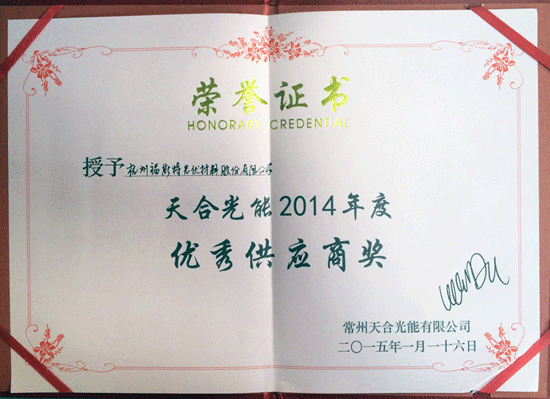 荣誉证书
HONORARY CREDENTIAL
授予 杭州福斯特光伏材料股份有限公司
天合光能2014年度
优秀供应商奖
常州天合光能有限公司
二〇一五年一月一十六日